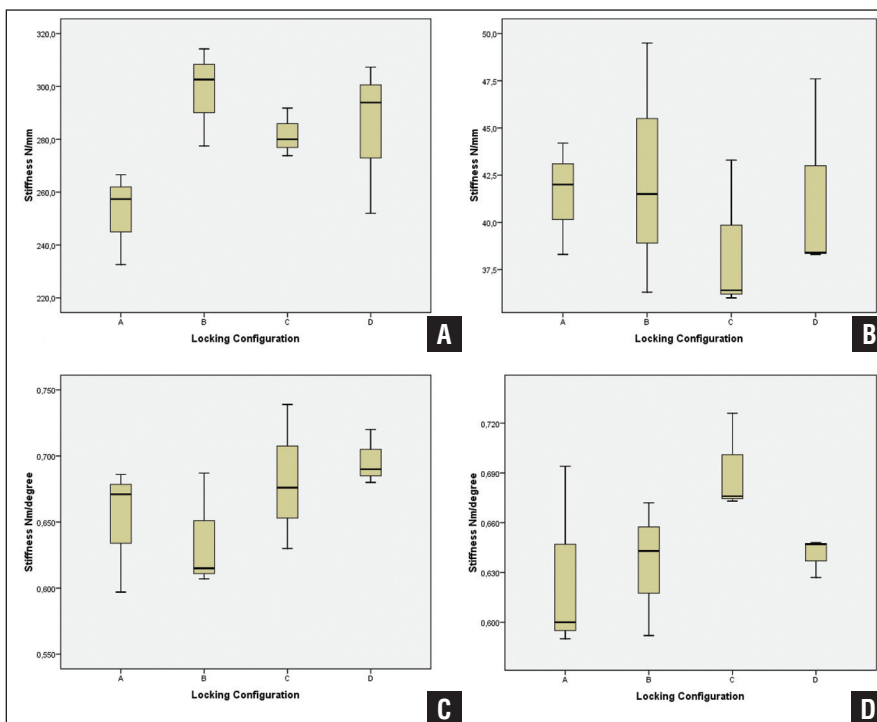 320,0
300,0
280,0
260,0
240,0
220,0
Stiffness N/mm
A B C D
Locking Configuration
A
50,0
47,5
45,0
42,5
40,0
37,5
Stiffness N/mm
A B C D
Locking Configuration
B
0,750
0,700
0,650
0,600
0,550
Stiffness Nm/degree
A B C D
Locking Configuration
C
0,720
0,690
0,660
0,630
0,600
Stiffness Nm/degree
A B C D
Locking Configuration
D